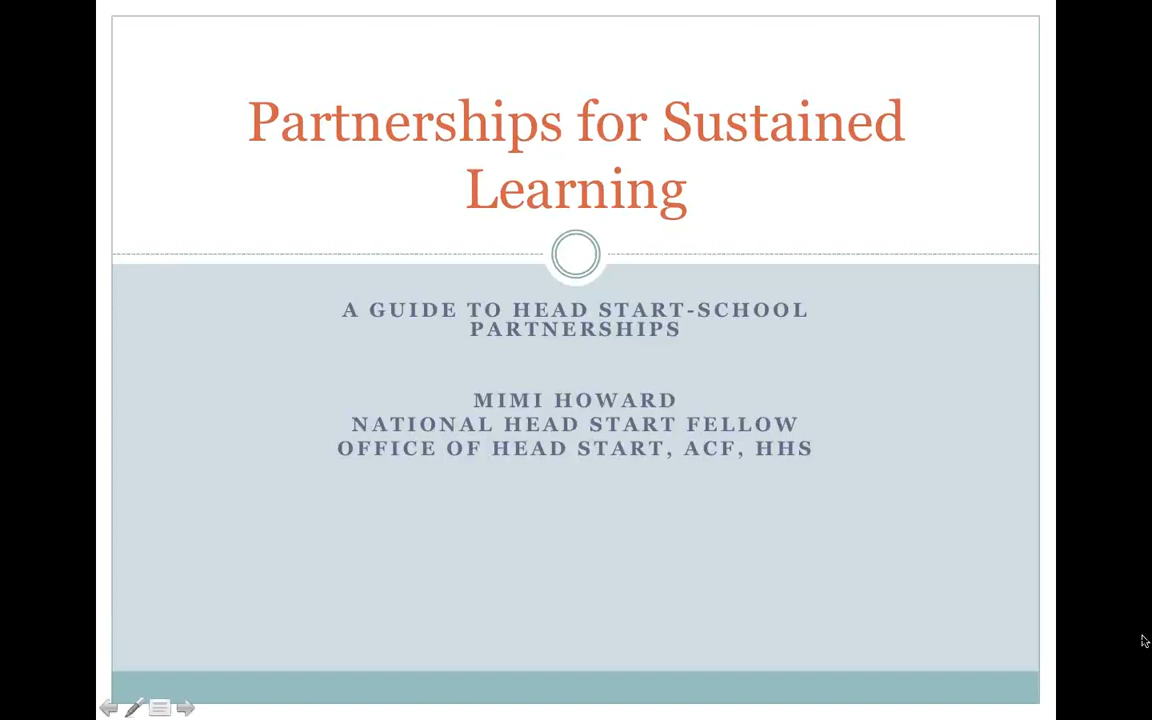 Partnerships for Sustained
Learning
A GUIDE TO HEAD START-SCHOOL
PARTNERSHIPS
MIMI HOWARD
NATIONAL HEAD START FELLOW
OFFICE OF HEAD START, ACF, HHS